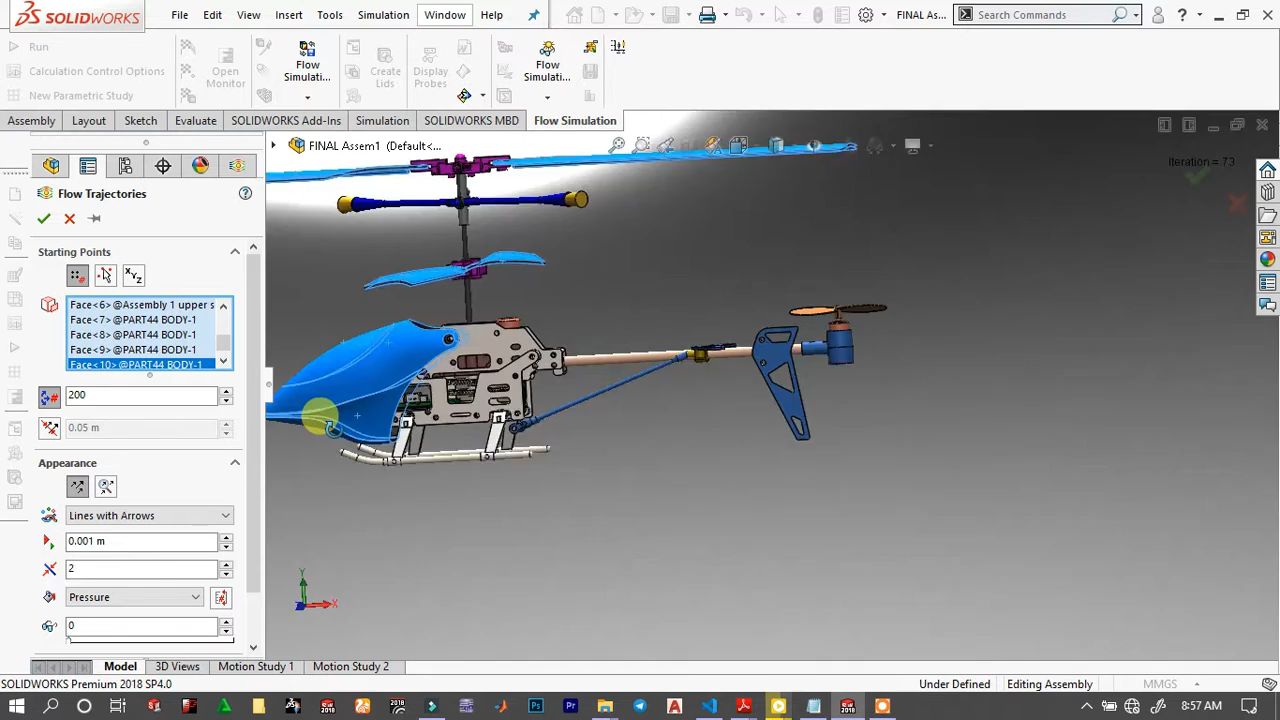 SOLIDWORKS
File Edit View Insert Tools Simulation Window Help
FINAL As...
Search Commands
Run
Calculation Control Options
New Parametric Study
Open Monitor
Flow Simulati...
Create Lids
Display Probes
Flow Simulati...
Assembly Layout Sketch Evaluate SOLIDWORKS Add-Ins Simulation SOLIDWORKS MBD Flow Simulation
FINAL Assem1 (Default<...
Iteration = 73
Flow Trajectories
Starting Points
Face<6> @Assembly 1 upper s
Face<7> @PART44 BODY-1
Face<8> @PART44 BODY-1
Face<9> @PART44 BODY-1
Face<10> @PART44 BODY-1
200
0.05 m
Appearance
Lines with Arrows
0.001 m
2
Pressure
0
Y
X
Model 3D Views Motion Study 1 Motion Study 2
SOLIDWORKS Premium 2018 SP4.0
Under Defined
Editing Assembly
MMGS
8:57 AM